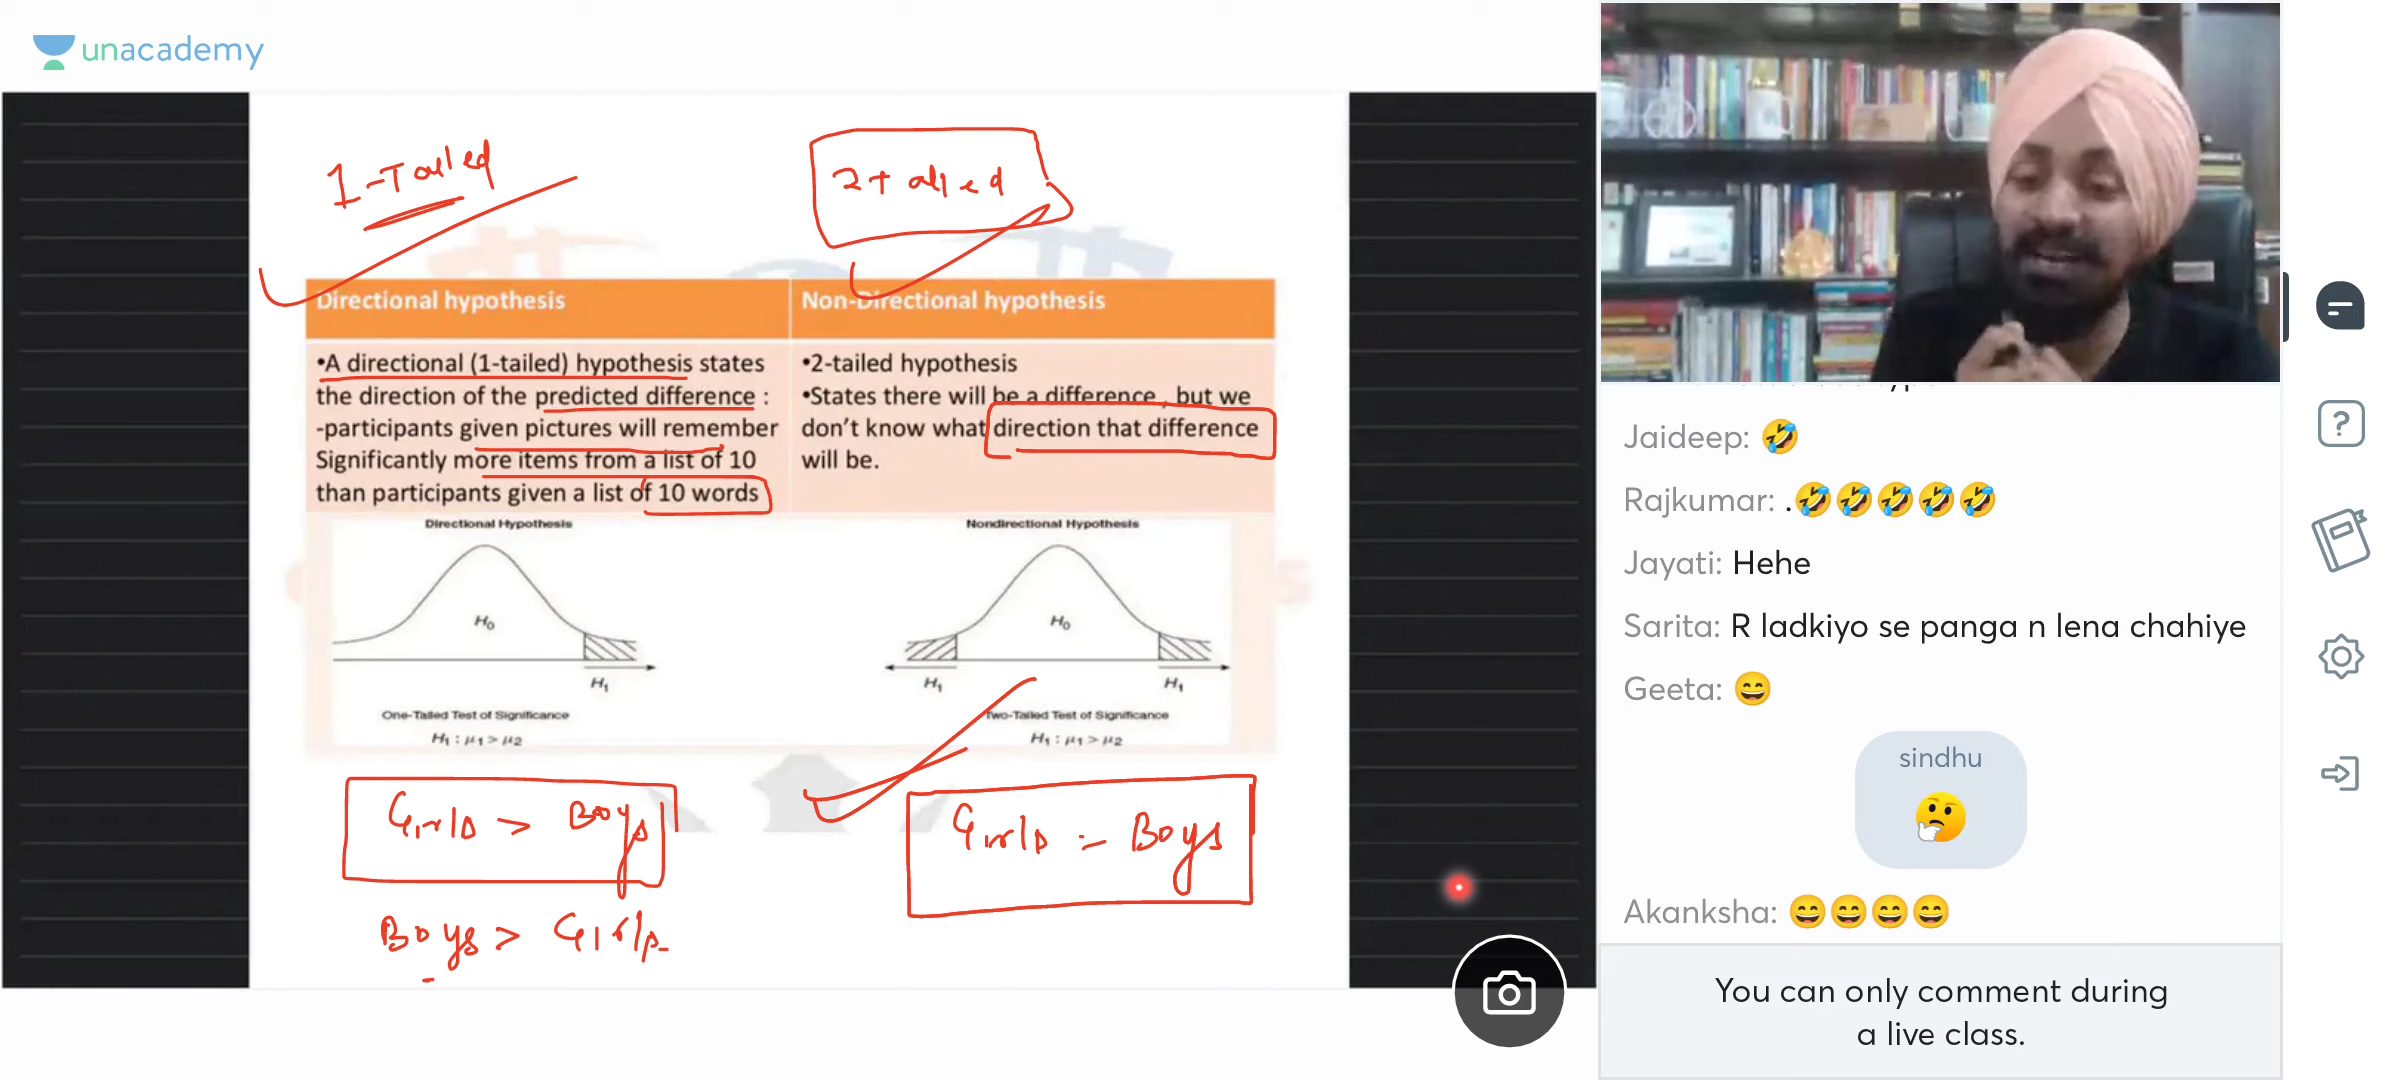 unacademy
1-Tailed
2 tailed
Directional hypothesis
Non-Directional hypothesis
•A directional (1-tailed) hypothesis states
the direction of the predicted difference :
-participants given pictures will remember
Significantly more items from a list of 10
than participants given a list of 10 words
•2-tailed hypothesis
•States there will be a difference , but we
don't know what direction that difference
will be.
Directional Hypothesis
H₀
H₁
One-Tailed Test of Significance
H₁ : μ₁ > μ₂
Nondirectional Hypothesis
H₀
H₁
H₁
Two-Tailed Test of Significance
H₁ : μ₁ > μ₂
Girls > Boys
Boys > Girls
Girls = Boys
Jaideep: 🤣
Rajkumar: .🤣🤣🤣🤣🤣
Jayati: Hehe
Sarita: R ladkiyo se panga n lena chahiye
Geeta: 😄
sindhu
🤔
Akanksha: 😄😄😄😄
You can only comment during
a live class.